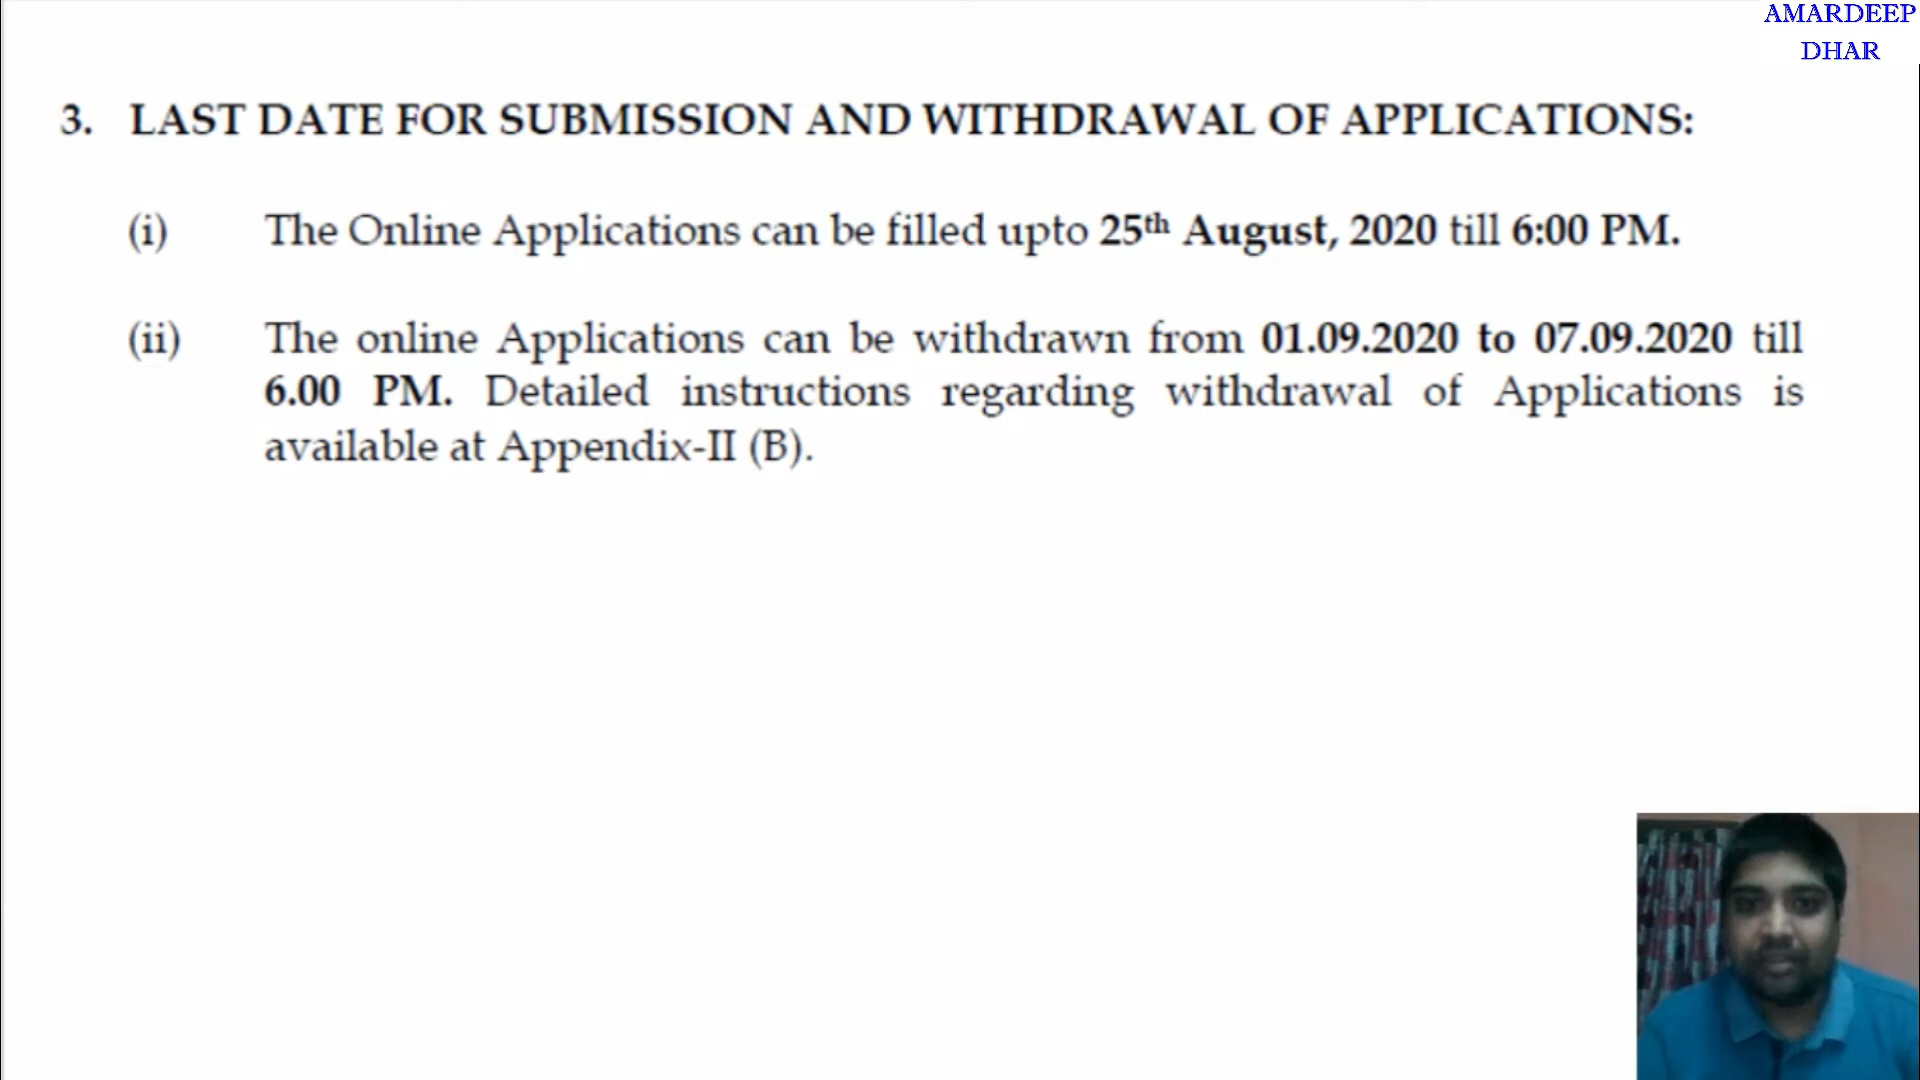 AMARDEEP
DHAR
3. LAST DATE FOR SUBMISSION AND WITHDRAWAL OF APPLICATIONS:
(i) The Online Applications can be filled upto 25th August, 2020 till 6:00 PM.
(ii) The online Applications can be withdrawn from 01.09.2020 to 07.09.2020 till
6.00 PM. Detailed instructions regarding withdrawal of Applications is
available at Appendix-II (B).